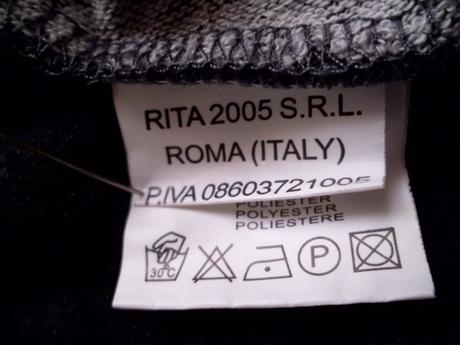 RITA 2005 S.R.L.
ROMA (ITALY)
P.IVA 08603721005
POLIESTER
POLYESTER
POLIESTERE
30°C
P